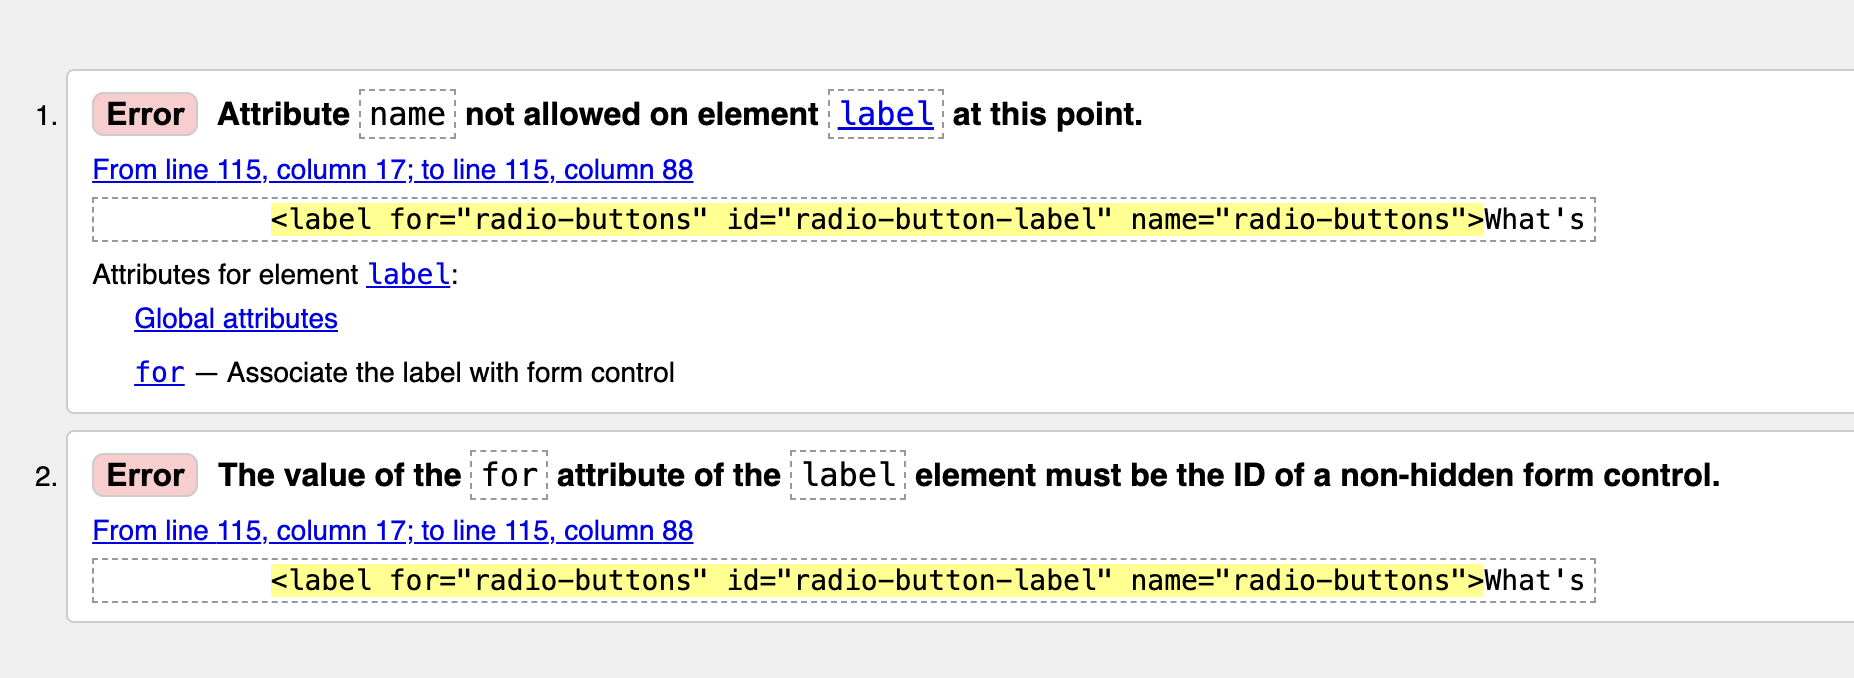 1. Error Attribute name not allowed on element label at this point.
From line 115, column 17; to line 115, column 88
<label for="radio-buttons" id="radio-button-label" name="radio-buttons">What's
Attributes for element label:
Global attributes
for — Associate the label with form control
2. Error The value of the for attribute of the label element must be the ID of a non-hidden form control.
From line 115, column 17; to line 115, column 88
<label for="radio-buttons" id="radio-button-label" name="radio-buttons">What's